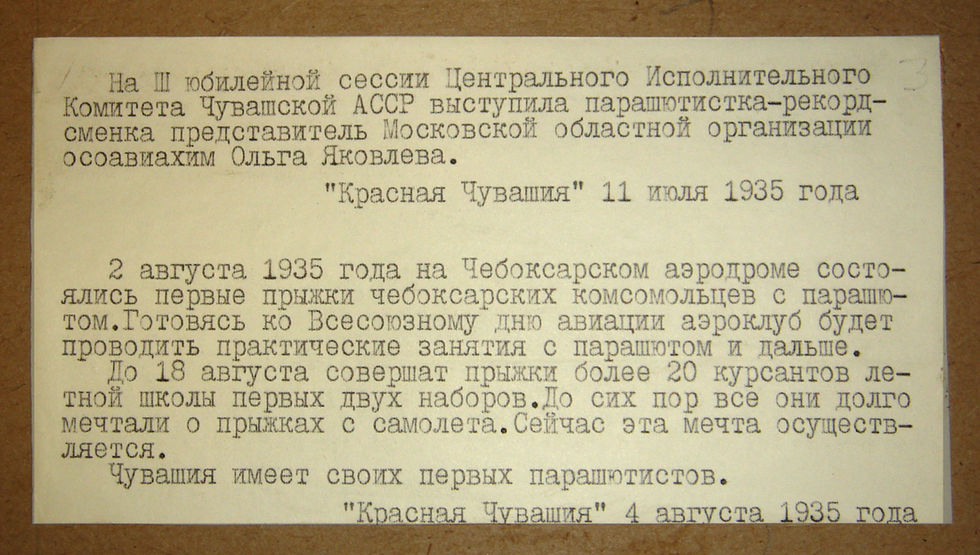 На III юбилейной сессии Центрального Исполнительного
Комитета Чувашской АССР выступила парашютистка-рекорд-
сменка представитель Московской областной организации
осоавиахим Ольга Яковлева.
"Красная Чувашия" 11 июля 1935 года
2 августа 1935 года на Чебоксарском аэродроме состо-
ялись первые прыжки чебоксарских комсомольцев с парашю-
том.Готовясь ко Всесоюзному дню авиации аэроклуб будет
проводить практические занятия с парашютом и дальше.
До 18 августа совершат прыжки более 20 курсантов ле-
тной школы первых двух наборов.До сих пор все они долго
мечтали о прыжках с самолета.Сейчас эта мечта осуществ-
ляется.
Чувашия имеет своих первых парашютистов.
"Красная Чувашия" 4 августа 1935 года